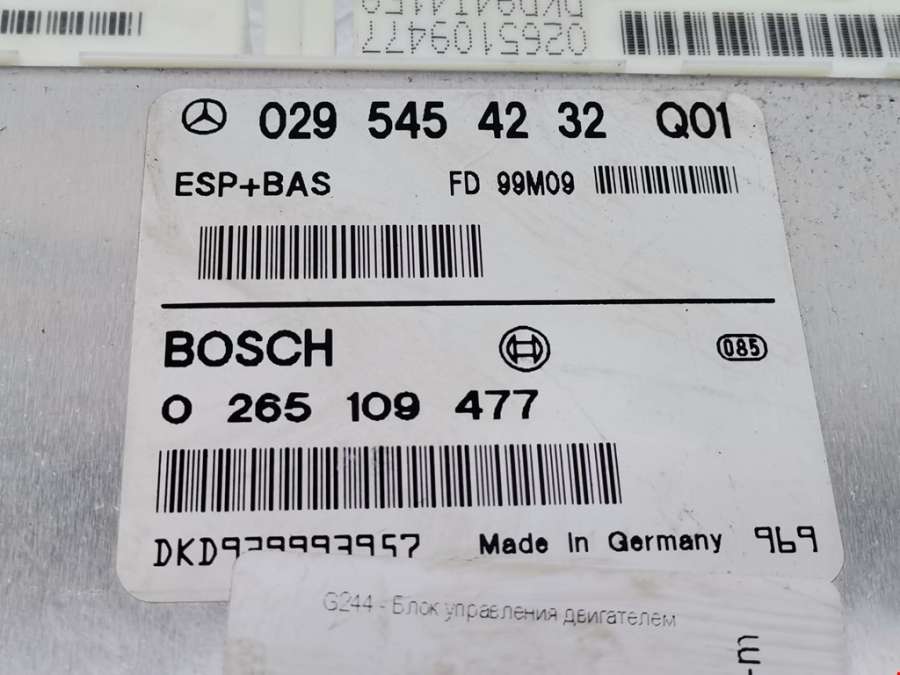 0265109477
029 545 42 32 Q01
ESP+BAS FD 99M09
BOSCH 085
0 265 109 477
Made In Germany 969
G244 - Блок управления двигателем